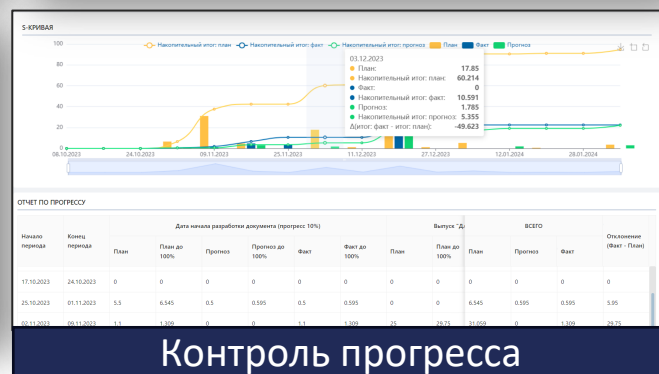 S-КРИВАЯ
Накопительный итог: план Накопительный итог: факт Накопительный итог: прогноз План Факт Прогноз
100
80
60
40
20
0
08.10.2023 24.10.2023 09.11.2023 25.11.2023 11.12.2023 27.12.2023 12.01.2024 28.01.2024
03.12.2023
План: 17.85
Накопительный итог: план: 60.214
Факт: 0
Накопительный итог: факт: 10.591
Прогноз: 1.785
Накопительный итог: прогноз: 5.355
Δ(итог: факт - итог: план): -49.623
ОТЧЕТ ПО ПРОГРЕССУ
Начало периода Конец периода Дата начала разработки документа (прогресс 10%) Выпуск "Д ВСЕГО Отклонение (Факт - План)
План План до 100% Прогноз Прогноз до 100% Факт Факт до 100% План План до 100% План Прогноз Факт
17.10.2023 24.10.2023 0 0 0 0 0 0 0 0 0 0 0 0
25.10.2023 01.11.2023 5.5 6.545 0.5 0.595 0.5 0.595 0 0 6.545 0.595 0.595 5.95
02.11.2023 09.11.2023 1.1 1.309 0 0 1.1 1.309 25 29.75 31.059 0 1.309 29.75
Контроль прогресса